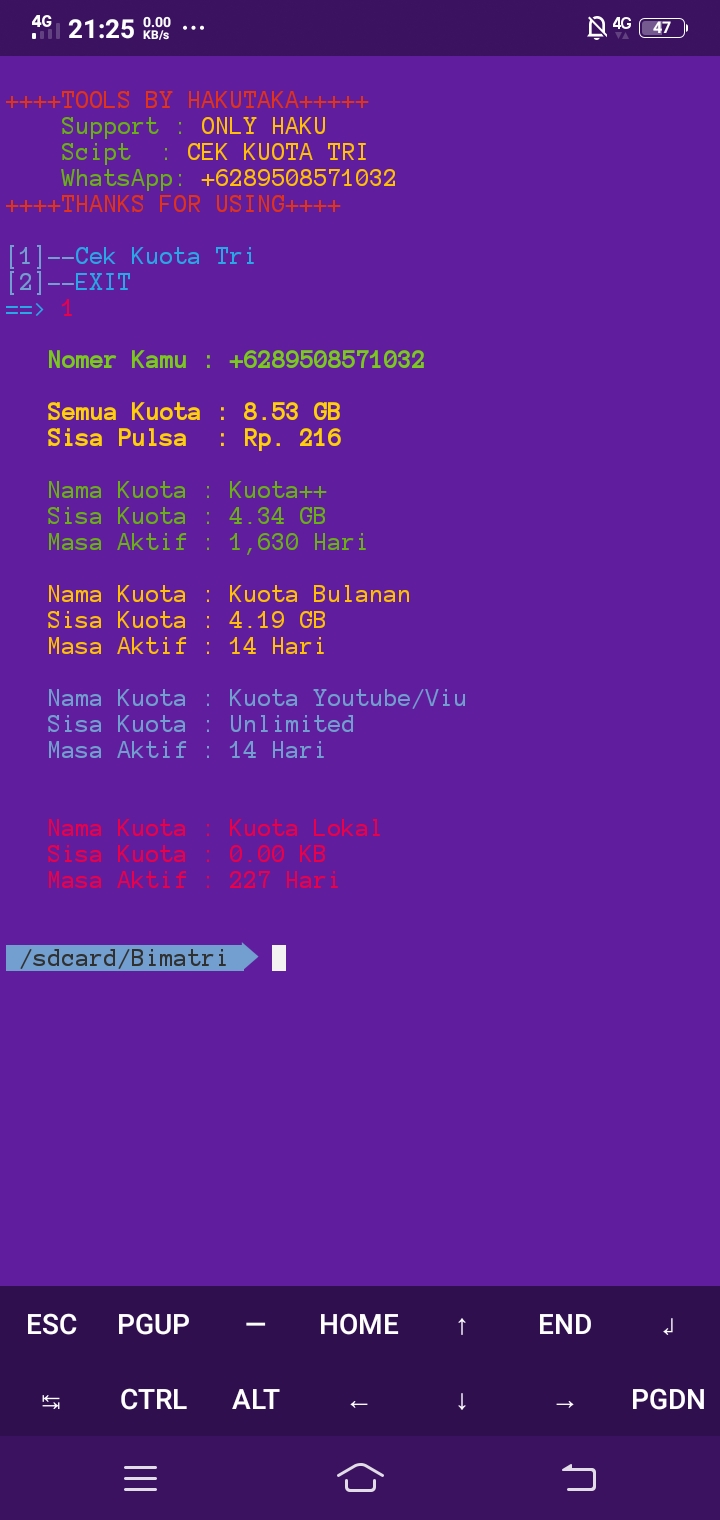 4G 21:25 0.00 KB/s ... 4G 47
++++TOOLS BY HAKUTAKA+++++
Support : ONLY HAKU
Scipt  : CEK KUOTA TRI
WhatsApp: +6289508571032
++++THANKS FOR USING++++
[1]--Cek Kuota Tri
[2]--EXIT
==> 1
Nomer Kamu : +6289508571032
Semua Kuota : 8.53 GB
Sisa Pulsa  : Rp. 216
Nama Kuota : Kuota++
Sisa Kuota : 4.34 GB
Masa Aktif : 1,630 Hari
Nama Kuota : Kuota Bulanan
Sisa Kuota : 4.19 GB
Masa Aktif : 14 Hari
Nama Kuota : Kuota Youtube/Viu
Sisa Kuota : Unlimited
Masa Aktif : 14 Hari
Nama Kuota : Kuota Lokal
Sisa Kuota : 0.00 KB
Masa Aktif : 227 Hari
/sdcard/Bimatri
ESC PGUP — HOME ↑ END ↲
↹ CTRL ALT ← ↓ → PGDN